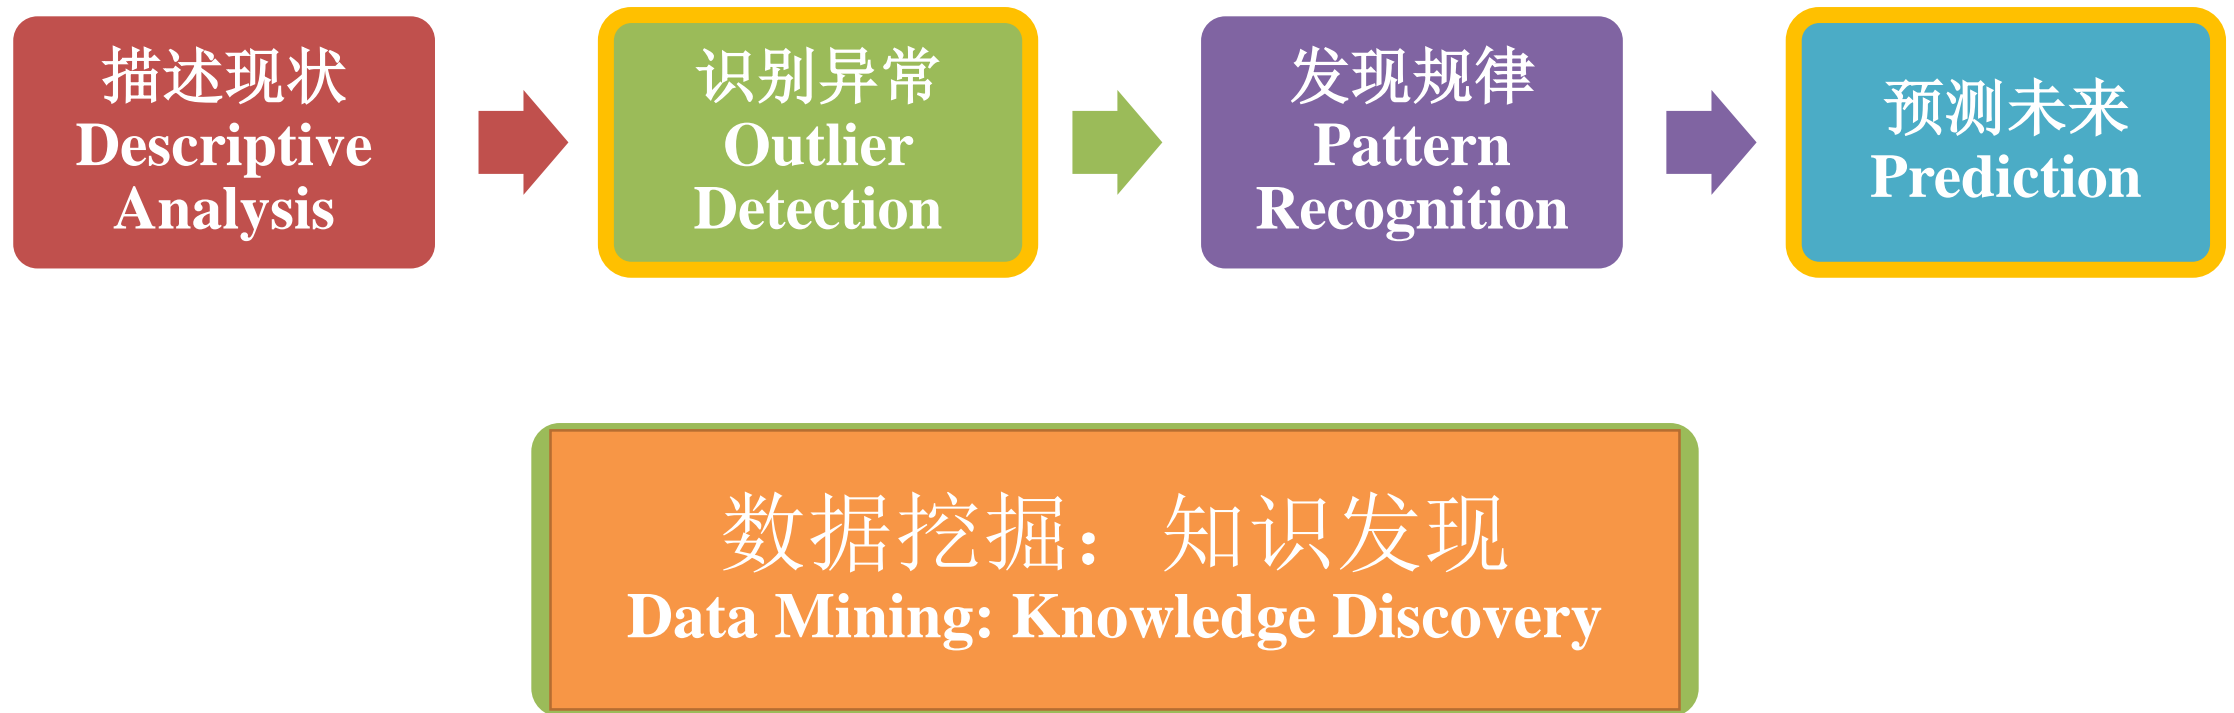 描述现状
Descriptive
Analysis
识别异常
Outlier
Detection
发现规律
Pattern
Recognition
预测未来
Prediction
数据挖掘：知识发现
Data Mining: Knowledge Discovery